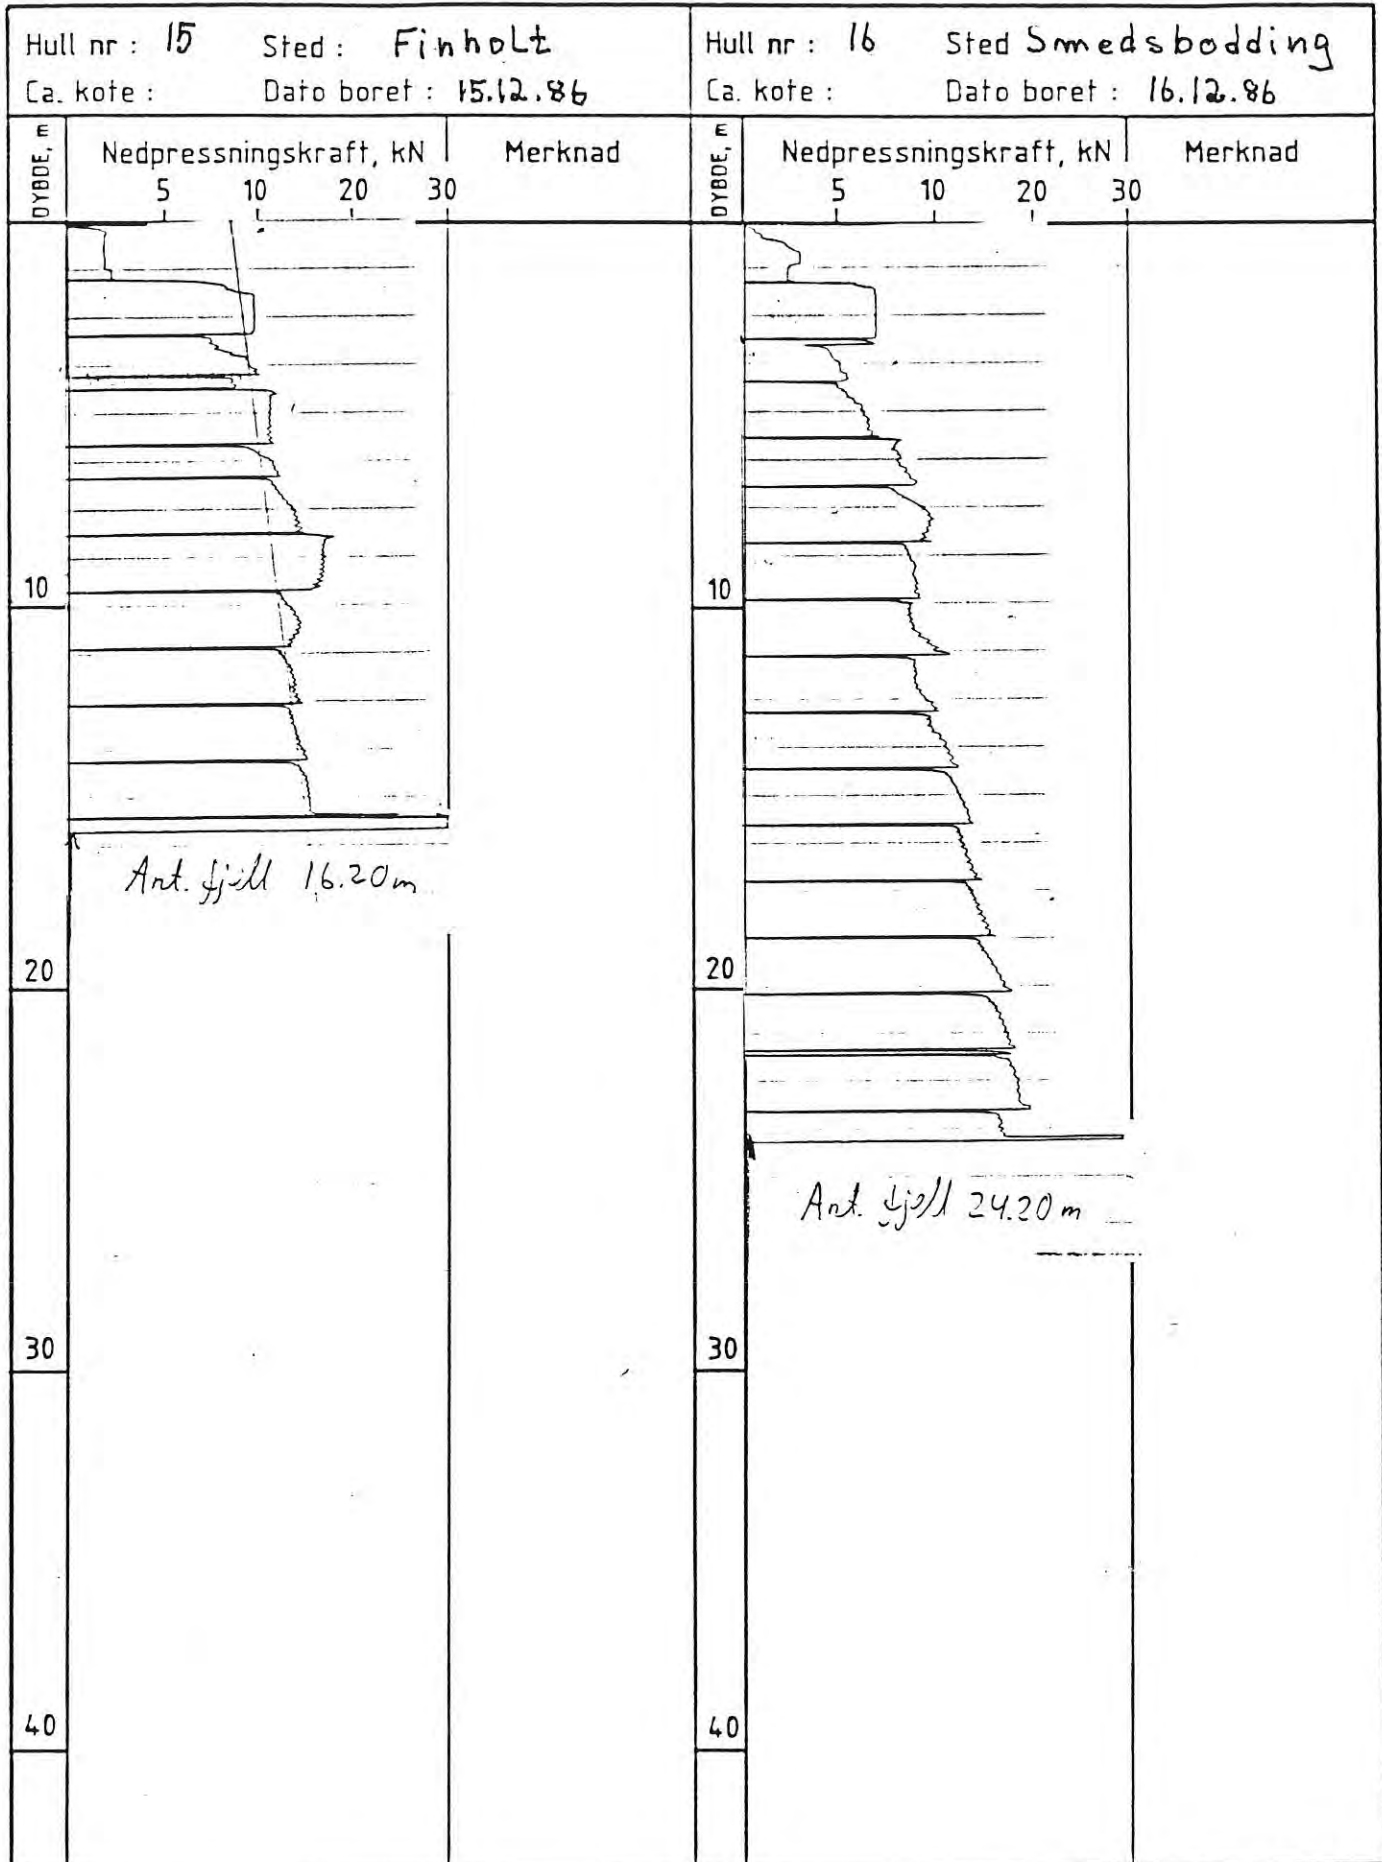 Hull nr : 15 Sted : Finholt
Ca. kote : Dato boret : 15.12.86
DYBDE, m
Nedpressningskraft, kN
Merknad
5 10 20 30
10
Ant. fjell 16.20 m
20
30
40
Hull nr : 16 Sted Smedsbodding
Ca. kote : Dato boret : 16.12.86
DYBDE, m
Nedpressningskraft, kN
Merknad
5 10 20 30
10
20
Ant. fjell 24.20 m
30
40